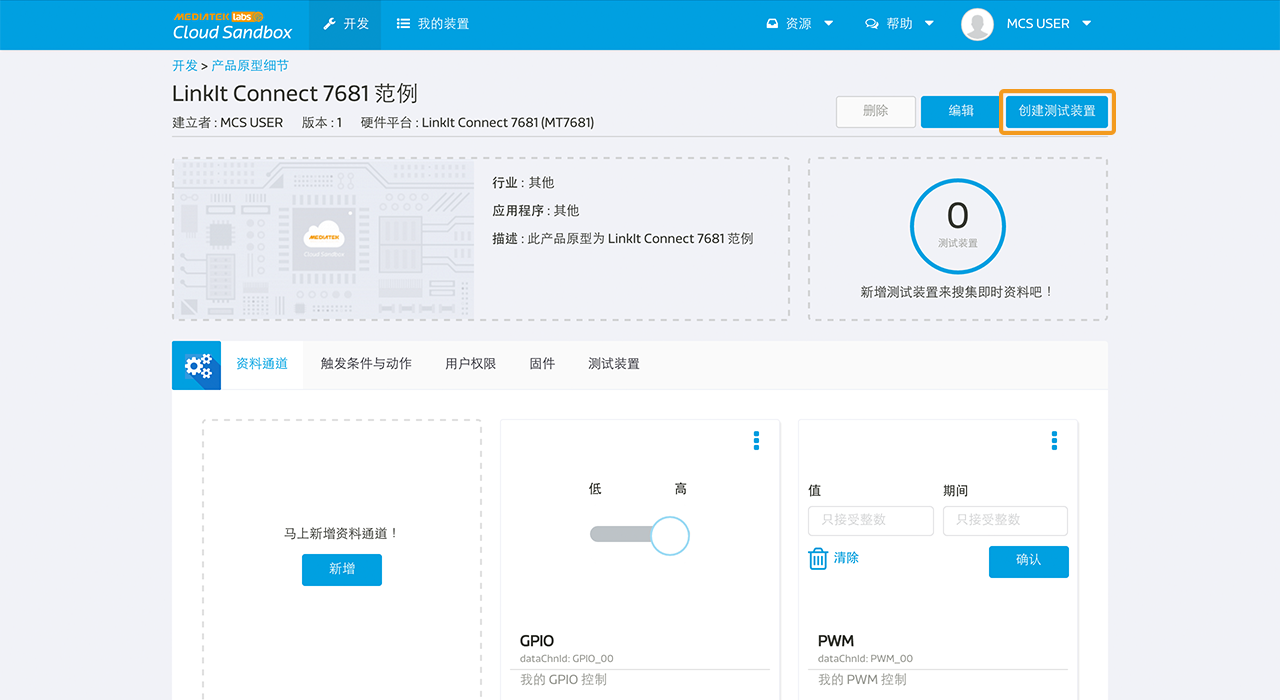 MEDIATEK labs
Cloud Sandbox
开发
我的装置
资源
帮助
MCS USER
开发 > 产品原型细节
LinkIt Connect 7681 范例
建立者 : MCS USER 版本 : 1 硬件平台 : LinkIt Connect 7681 (MT7681)
删除
编辑
创建测试装置
MEDIATEK
Cloud Sandbox
行业 : 其他
应用程序 : 其他
描述 : 此产品原型为 LinkIt Connect 7681 范例
0
测试装置
新增测试装置来搜集即时资料吧！
资料通道
触发条件与动作
用户权限
固件
测试装置
马上新增资料通道！
新增
低 高
GPIO
dataChnId: GPIO_00
我的 GPIO 控制
值 期间
只接受整数 只接受整数
清除
确认
PWM
dataChnId: PWM_00
我的 PWM 控制